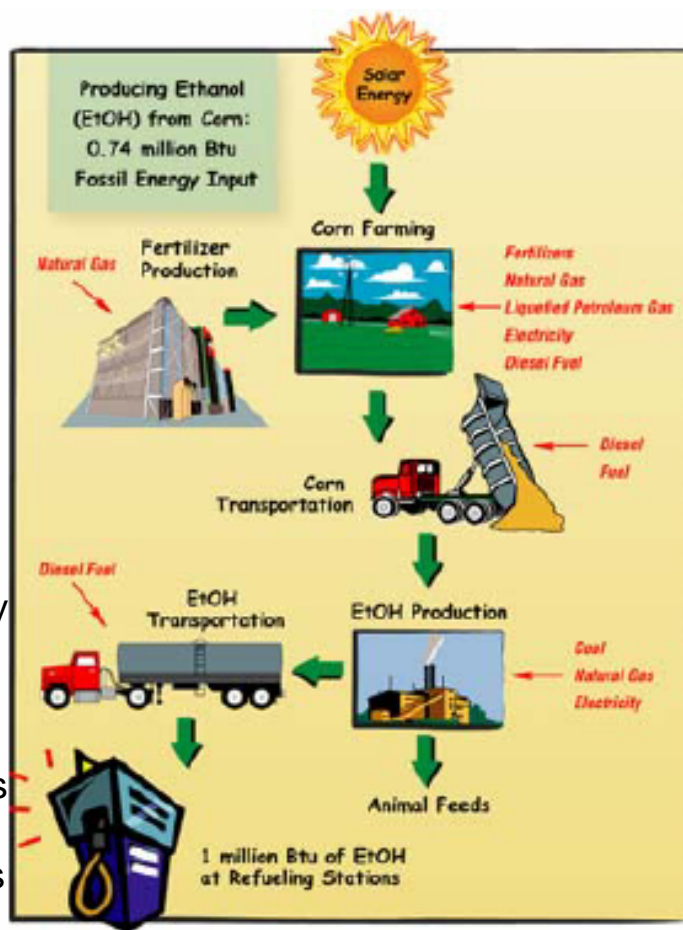 Producing Ethanol
(EtOH) from Corn:
0.74 million Btu
Fossil Energy Input
Solar
Energy
Corn Farming
Fertilizer
Production
Natural Gas
Fertilizers
Natural Gas
Liquefied Petroleum Gas
Electricity
Diesel Fuel
Corn
Transportation
Diesel
Fuel
Diesel Fuel
EtOH
Transportation
EtOH Production
Coal
Natural Gas
Electricity
Animal Feeds
1 million Btu of EtOH
at Refueling Stations
y
s
s